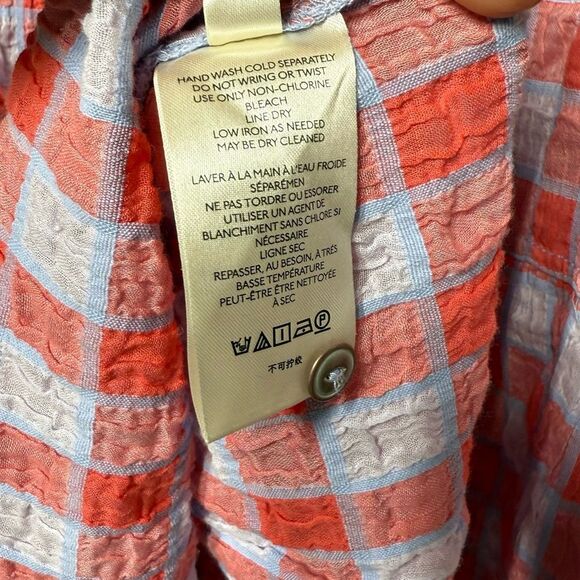 HAND WASH COLD SEPARATELY
DO NOT WRING OR TWIST
USE ONLY NON-CHLORINE
BLEACH
LINE DRY
LOW IRON AS NEEDED
MAY BE DRY CLEANED
LAVER À LA MAIN À L'EAU FROIDE
SÉPARÉMEN
NE PAS TORDRE OU ESSORER
UTILISER UN AGENT DE
BLANCHIMENT SANS CHLORE SI
NÉCESSAIRE
LIGNE SEC
REPASSER, AU BESOIN, À TRÉS
BASSE TEMPÉRATURE
PEUT-ÊTRE ÊTRE NETTOYÉE
À SEC
P
不可拧绞